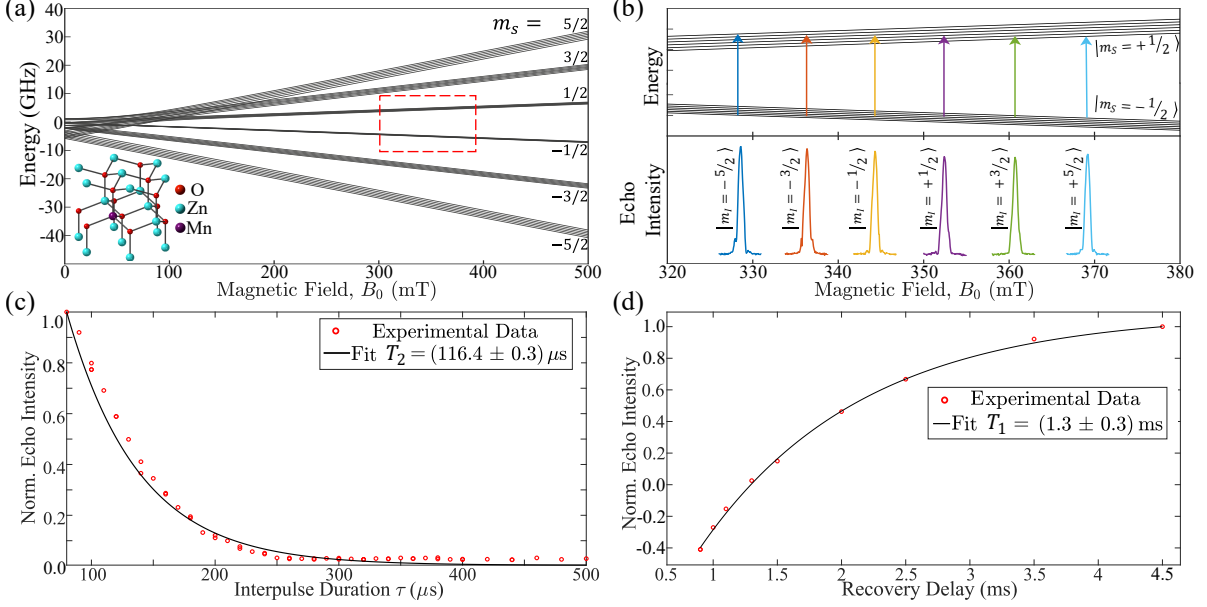 (a)
Energy (GHz)
40
30
20
10
0
-10
-20
-30
-40
m_s =
5/2
3/2
1/2
−1/2
−3/2
−5/2
O
Zn
Mn
0
100
200
300
400
500
Magnetic Field, B_0 (mT)
(b)
Energy
|m_S = +1/2⟩
|m_S = −1/2⟩
Echo
Intensity
|m_I = −5/2⟩
|m_I = −3/2⟩
|m_I = −1/2⟩
|m_I = +1/2⟩
|m_I = +3/2⟩
|m_I = +5/2⟩
320
330
340
350
360
370
380
Magnetic Field, B_0 (mT)
(c)
Norm. Echo Intensity
1.0
0.8
0.6
0.4
0.2
0.0
Experimental Data
Fit T_2 = (116.4 ± 0.3) μs
100
200
300
400
500
Interpulse Duration τ (μs)
(d)
Norm. Echo Intensity
1.0
0.8
0.6
0.4
0.2
0.0
-0.2
-0.4
Experimental Data
Fit T_1 = (1.3 ± 0.3) ms
0.5
1
1.5
2
2.5
3
3.5
4
4.5
Recovery Delay (ms)